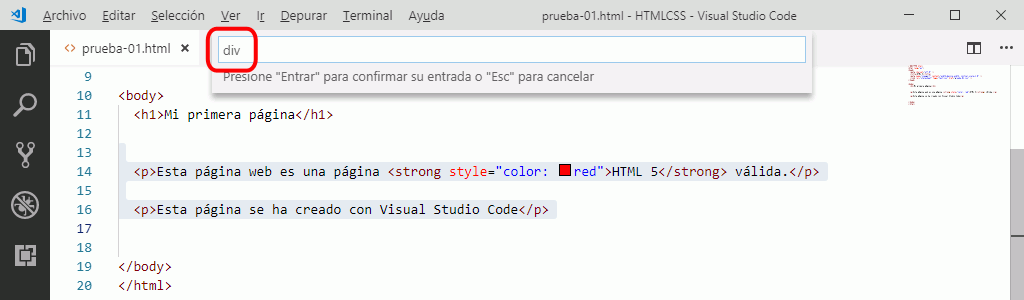 Archivo Editar Selección Ver Ir Depurar Terminal Ayuda prueba-01.html - HTMLCSS - Visual Studio Code
prueba-01.html
div
Presione "Entrar" para confirmar su entrada o "Esc" para cancelar
9
10 <body>
11 <h1>Mi primera página</h1>
12
13
14 <p>Esta página web es una página <strong style="color: red">HTML 5</strong> válida.</p>
15
16 <p>Esta página se ha creado con Visual Studio Code</p>
17
18
19 </body>
20 </html>